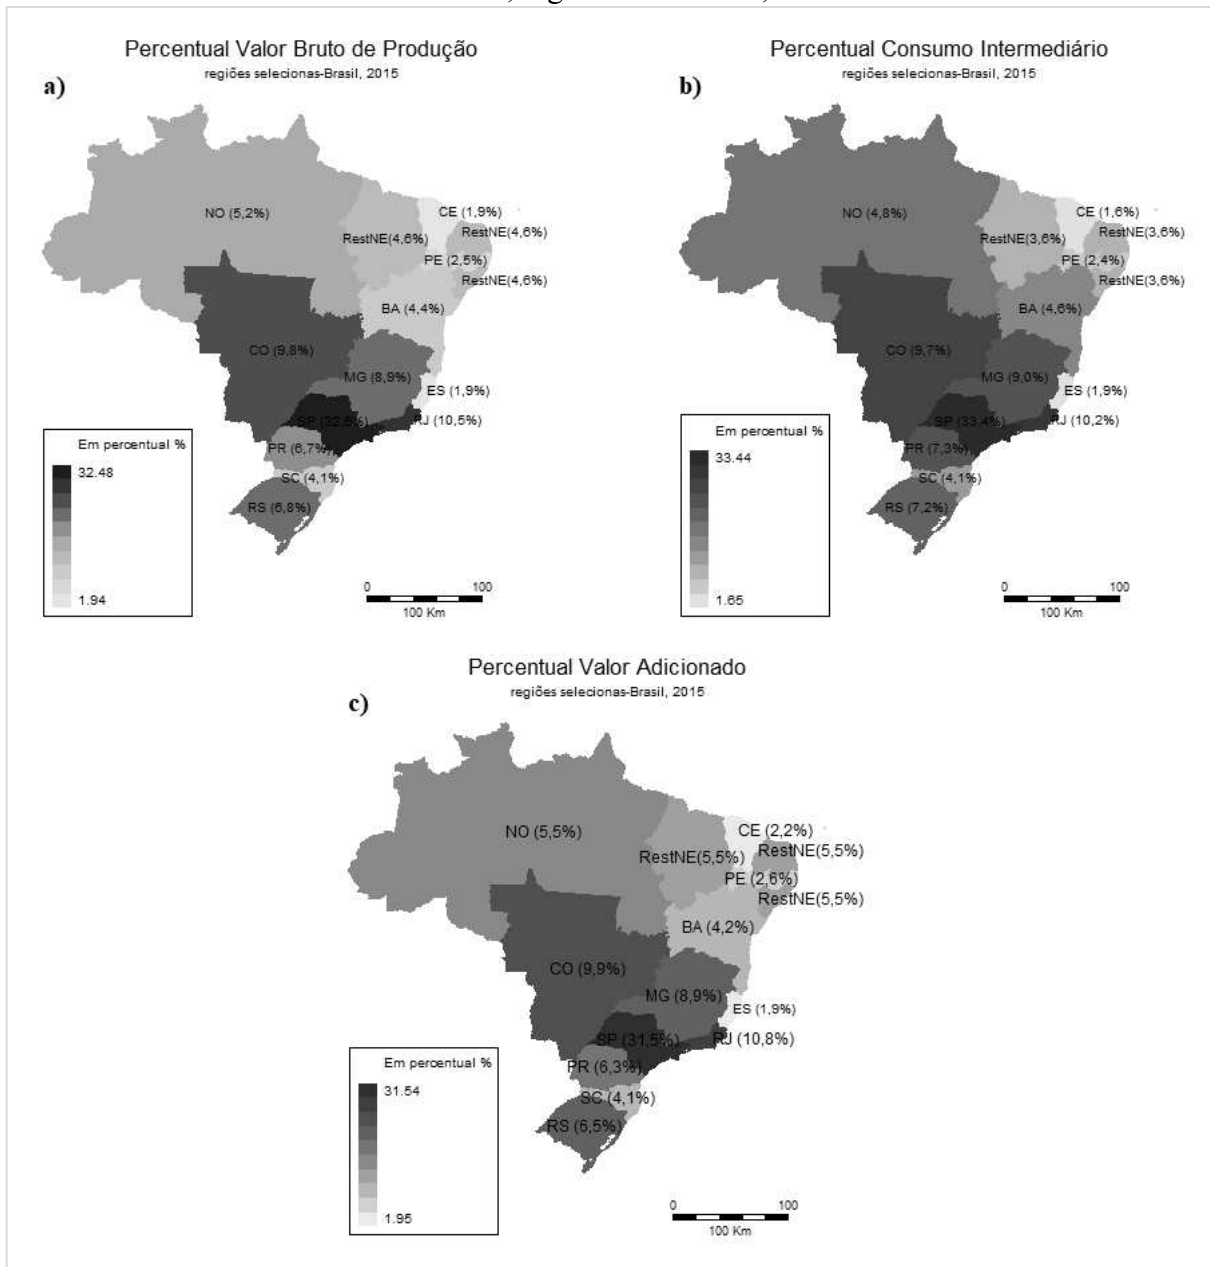 Percentual Valor Bruto de Produção
regiões selecionas-Brasil, 2015
a)
NO (5,2%)
CE (1,9%)
RestNE(4,6%)
RestNE(4,6%)
PE (2,5%)
RestNE(4,6%)
BA (4,4%)
CO (9,8%)
MG (8,9%)
ES (1,9%)
SP (32,5%)
RJ (10,5%)
PR (6,7%)
SC (4,1%)
RS (6,8%)
Em percentual %
32.48
1.94
0 100
100 Km
Percentual Consumo Intermediário
regiões selecionas-Brasil, 2015
b)
NO (4,8%)
CE (1,6%)
RestNE(3,6%)
RestNE(3,6%)
PE (2,4%)
RestNE(3,6%)
BA (4,6%)
CO (9,7%)
MG (9,0%)
ES (1,9%)
SP (33,4%)
RJ (10,2%)
PR (7,3%)
SC (4,1%)
RS (7,2%)
Em percentual %
33.44
1.65
0 100
100 Km
Percentual Valor Adicionado
regiões selecionas-Brasil, 2015
c)
NO (5,5%)
CE (2,2%)
RestNE(5,5%)
RestNE(5,5%)
PE (2,6%)
RestNE(5,5%)
BA (4,2%)
CO (9,9%)
MG (8,9%)
ES (1,9%)
SP (31,5%)
RJ (10,8%)
PR (6,3%)
SC (4,1%)
RS (6,5%)
Em percentual %
31.54
1.95
0 100
100 Km